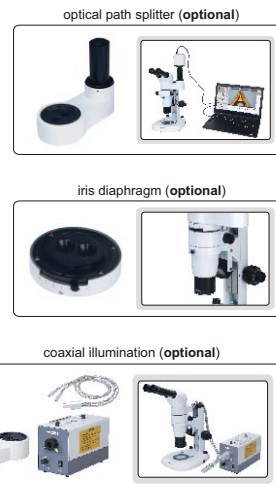 optical path splitter (optional)
iris diaphragm (optional)
coaxial illumination (optional)